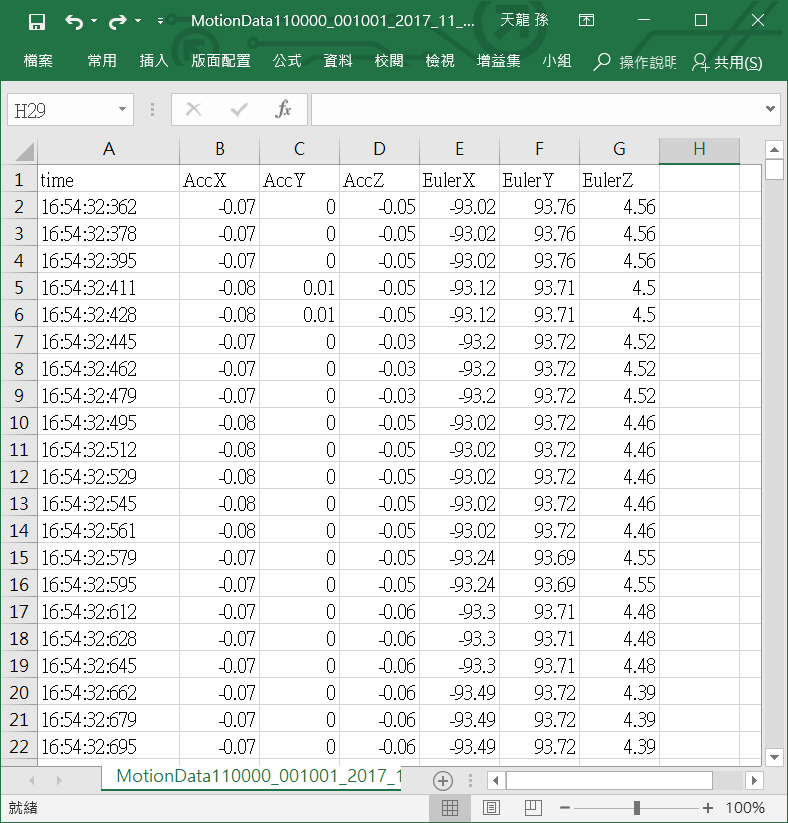 MotionData110000_001001_2017_11_... 天龍 孫
檔案 常用 插入 版面配置 公式 資料 校閱 檢視 增益集 小組 操作說明 共用(S)
H29 fx
A B C D E F G H
1 time AccX AccY AccZ EulerX EulerY EulerZ
2 16:54:32:362 -0.07 0 -0.05 -93.02 93.76 4.56
3 16:54:32:378 -0.07 0 -0.05 -93.02 93.76 4.56
4 16:54:32:395 -0.07 0 -0.05 -93.02 93.76 4.56
5 16:54:32:411 -0.08 0.01 -0.05 -93.12 93.71 4.5
6 16:54:32:428 -0.08 0.01 -0.05 -93.12 93.71 4.5
7 16:54:32:445 -0.07 0 -0.03 -93.2 93.72 4.52
8 16:54:32:462 -0.07 0 -0.03 -93.2 93.72 4.52
9 16:54:32:479 -0.07 0 -0.03 -93.2 93.72 4.52
10 16:54:32:495 -0.08 0 -0.05 -93.02 93.72 4.46
11 16:54:32:512 -0.08 0 -0.05 -93.02 93.72 4.46
12 16:54:32:529 -0.08 0 -0.05 -93.02 93.72 4.46
13 16:54:32:545 -0.08 0 -0.05 -93.02 93.72 4.46
14 16:54:32:561 -0.08 0 -0.05 -93.02 93.72 4.46
15 16:54:32:579 -0.07 0 -0.05 -93.24 93.69 4.55
16 16:54:32:595 -0.07 0 -0.05 -93.24 93.69 4.55
17 16:54:32:612 -0.07 0 -0.06 -93.3 93.71 4.48
18 16:54:32:628 -0.07 0 -0.06 -93.3 93.71 4.48
19 16:54:32:645 -0.07 0 -0.06 -93.3 93.71 4.48
20 16:54:32:662 -0.07 0 -0.06 -93.49 93.72 4.39
21 16:54:32:679 -0.07 0 -0.06 -93.49 93.72 4.39
22 16:54:32:695 -0.07 0 -0.06 -93.49 93.72 4.39
MotionData110000_001001_2017_1
就緒 100%